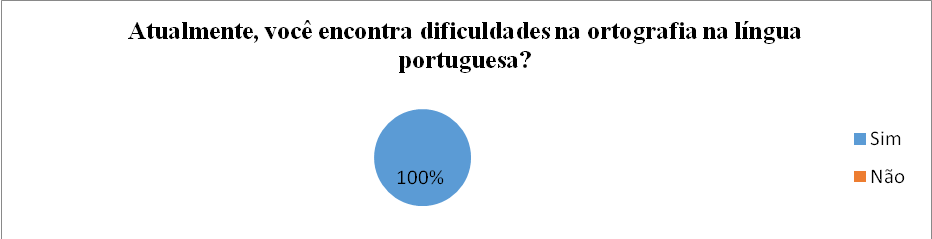 Atualmente, você encontra dificuldades na ortografia na língua
portuguesa?
100%
Sim
Não